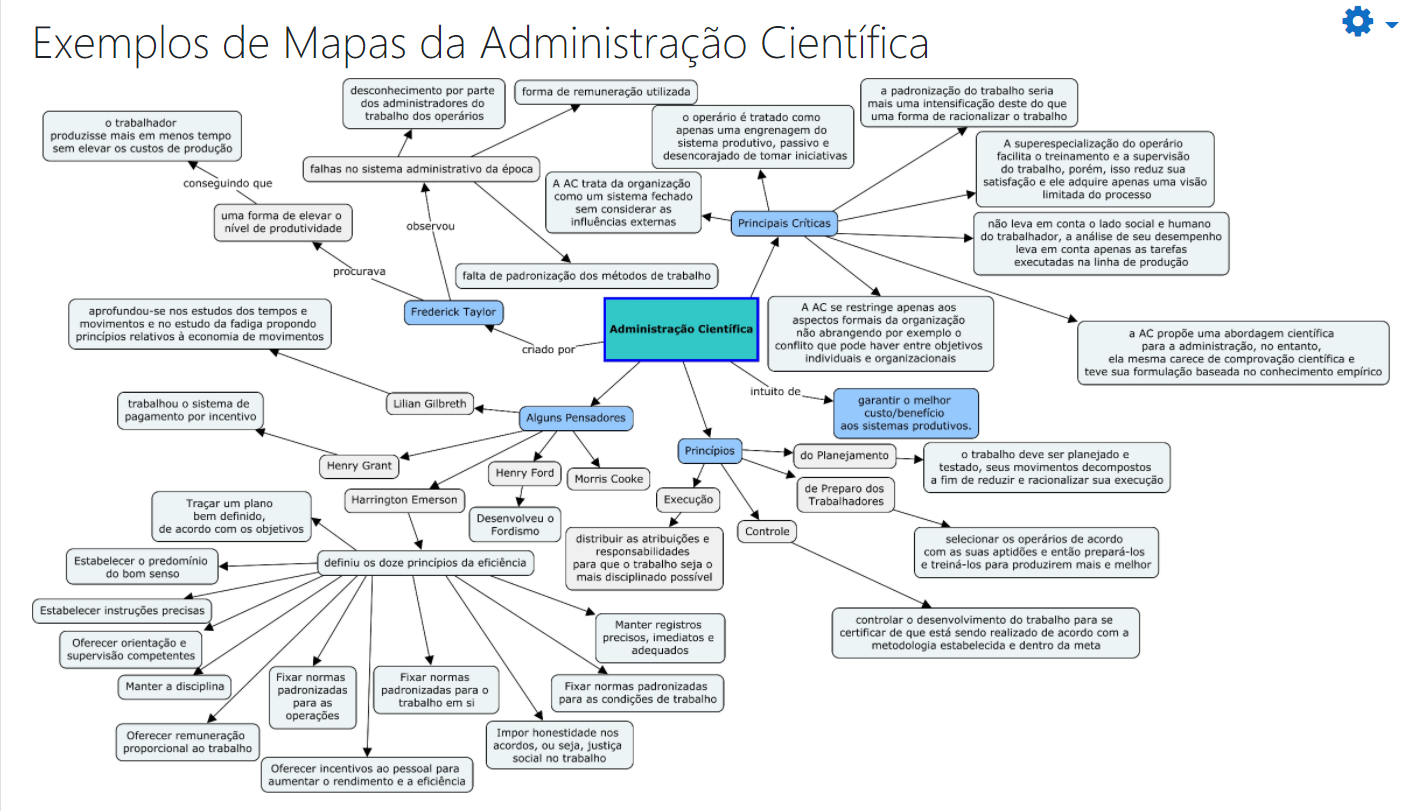 Exemplos de Mapas da Administração Científica
desconhecimento por parte
dos administradores do
trabalho dos operários
forma de remuneração utilizada
a padronização do trabalho seria
mais uma intensificação deste do que
uma forma de racionalizar o trabalho
o trabalhador
produzisse mais em menos tempo
sem elevar os custos de produção
o operário é tratado como
apenas uma engrenagem do
sistema produtivo, passivo e
desencorajado de tomar iniciativas
A superespecialização do operário
facilita o treinamento e a supervisão
do trabalho, porém, isso reduz sua
satisfação e ele adquire apenas uma visão
limitada do processo
falhas no sistema administrativo da época
conseguindo que
A AC trata da organização
como um sistema fechado
sem considerar as
influências externas
uma forma de elevar o
nível de produtividade
observou
Principais Críticas
não leva em conta o lado social e humano
do trabalhador, a análise de seu desempenho
leva em conta apenas as tarefas
executadas na linha de produção
procurava
falta de padronização dos métodos de trabalho
Frederick Taylor
aprofundou-se nos estudos dos tempos e
movimentos e no estudo da fadiga propondo
princípios relativos à economia de movimentos
Administração Científica
criado por
A AC se restringe apenas aos
aspectos formais da organização
não abrangendo por exemplo o
conflito que pode haver entre objetivos
individuais e organizacionais
a AC propõe uma abordagem científica
para a administração, no entanto,
ela mesma carece de comprovação científica e
teve sua formulação baseada no conhecimento empírico
intuito de
garantir o melhor
custo/benefício
aos sistemas produtivos.
trabalhou o sistema de
pagamento por incentivo
Lilian Gilbreth
Alguns Pensadores
Henry Grant
Henry Ford
Morris Cooke
Harrington Emerson
Desenvolveu o
Fordismo
Princípios
do Planejamento
o trabalho deve ser planejado e
testado, seus movimentos decompostos
a fim de reduzir e racionalizar sua execução
de Preparo dos
Trabalhadores
Execução
Controle
distribuir as atribuições e
responsabilidades
para que o trabalho seja o
mais disciplinado possível
selecionar os operários de acordo
com as suas aptidões e então prepará-los
e treiná-los para produzirem mais e melhor
controlar o desenvolvimento do trabalho para se
certificar de que está sendo realizado de acordo com a
metodologia estabelecida e dentro da meta
Traçar um plano
bem definido,
de acordo com os objetivos
definiu os doze princípios da eficiência
Estabelecer o predomínio
do bom senso
Estabelecer instruções precisas
Oferecer orientação e
supervisão competentes
Manter a disciplina
Oferecer remuneração
proporcional ao trabalho
Fixar normas
padronizadas
para as
operações
Oferecer incentivos ao pessoal para
aumentar o rendimento e a eficiência
Fixar normas
padronizadas para o
trabalho em si
Impor honestidade nos
acordos, ou seja, justiça
social no trabalho
Fixar normas padronizadas
para as condições de trabalho
Manter registros
precisos, imediatos e
adequados